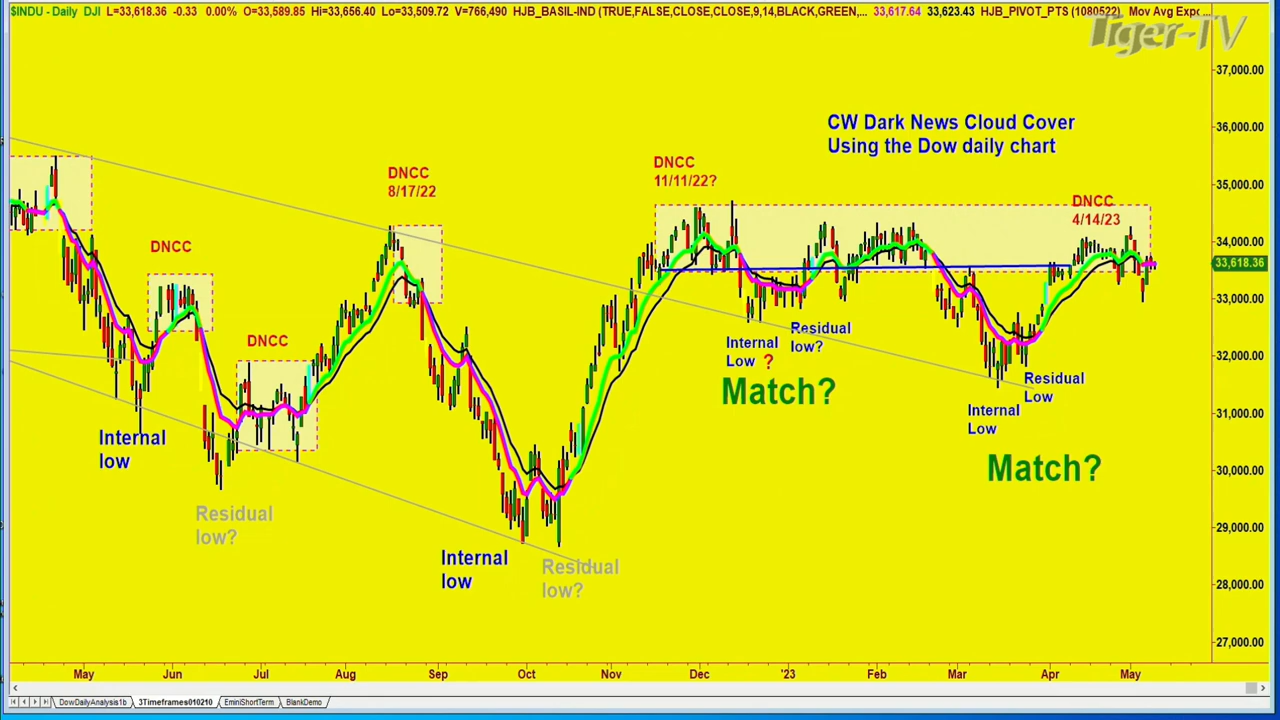 $INDU - Daily DJI L=33,618.36 -0.33 0.00% O=33,589.85 Hi=33,656.40 Lo=33,509.72 V=766,490 HJB_BASIL-IND (TRUE,FALSE,CLOSE,CLOSE,9,14,BLACK,GREEN,... 33,617.64 33,623.43 HJB_PIVOT_PTS (1080522) Mov Avg Expo...
Tiger-TV
37,000.00
CW Dark News Cloud Cover
Using the Dow daily chart
36,000.00
DNCC
11/11/22?
DNCC
8/17/22
35,000.00
DNCC
4/14/23
DNCC
34,000.00
33,618.36
33,000.00
DNCC
Internal
Low ?
Residual
low?
32,000.00
Match?
Residual
Low
Internal
Low
31,000.00
Internal
low
Match?
30,000.00
Residual
low?
29,000.00
Internal
low
Residual
low?
28,000.00
27,000.00
May Jun Jul Aug Sep Oct Nov Dec '23 Feb Mar Apr May
DowDailyAnalysis1b 3Timeframes010210 EminiShortTerm BlankDemo